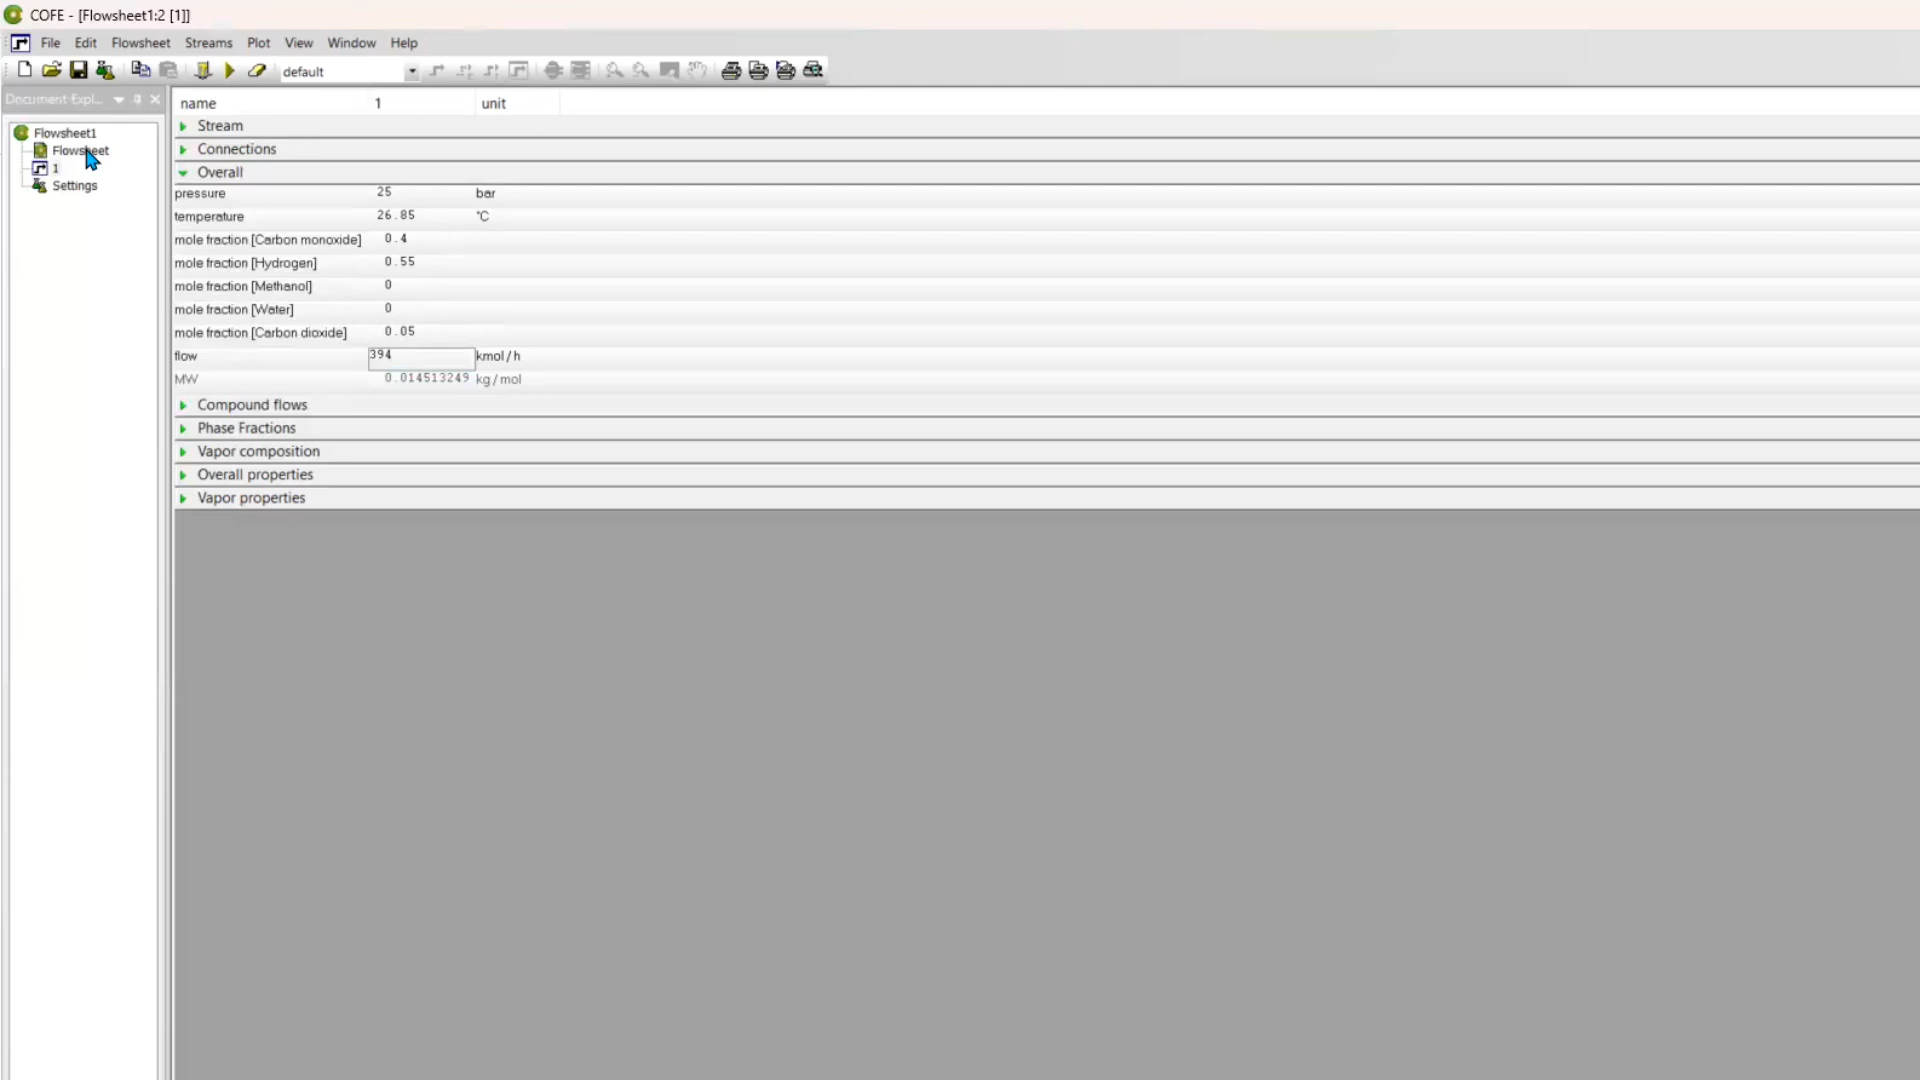 COFE - [Flowsheet1:2 [1]]
File Edit Flowsheet Streams Plot View Window Help
default
Document Expl...
Flowsheet1
Flowsheet
1
Settings
name 1 unit
Stream
Connections
Overall
pressure 25 bar
temperature 26.85 °C
mole fraction [Carbon monoxide] 0.4
mole fraction [Hydrogen] 0.55
mole fraction [Methanol] 0
mole fraction [Water] 0
mole fraction [Carbon dioxide] 0.05
flow 394 kmol / h
MW 0.014513249 kg / mol
Compound flows
Phase Fractions
Vapor composition
Overall properties
Vapor properties